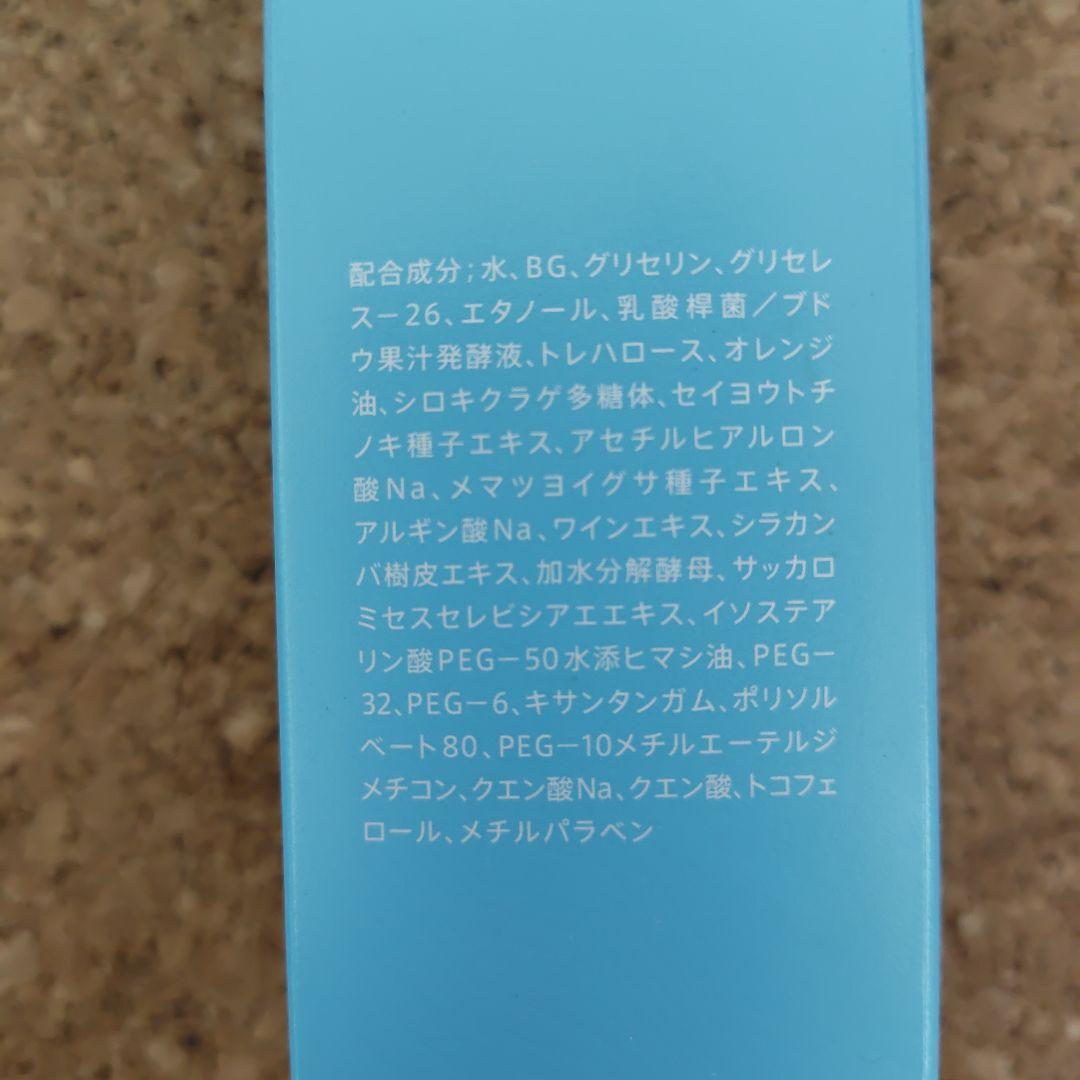 配合成分；水、BG、グリセリン、グリセレ
スー26、エタノール、乳酸桿菌／ブド
ウ果汁発酵液、トレハロース、オレンジ
油、シロキクラゲ多糖体、セイヨウトチ
ノキ種子エキス、アセチルヒアルロン
酸Na、メマツヨイグサ種子エキス、
アルギン酸Na、ワインエキス、シラカン
バ樹皮エキス、加水分解酵母、サッカロ
ミセスセレビシアエエキス、イソステア
リン酸PEG－50水添ヒマシ油、PEG－
32、PEG－6、キサンタンガム、ポリソル
ベート80、PEG－10メチルエーテルジ
メチコン、クエン酸Na、クエン酸、トコフェ
ロール、メチルパラベン